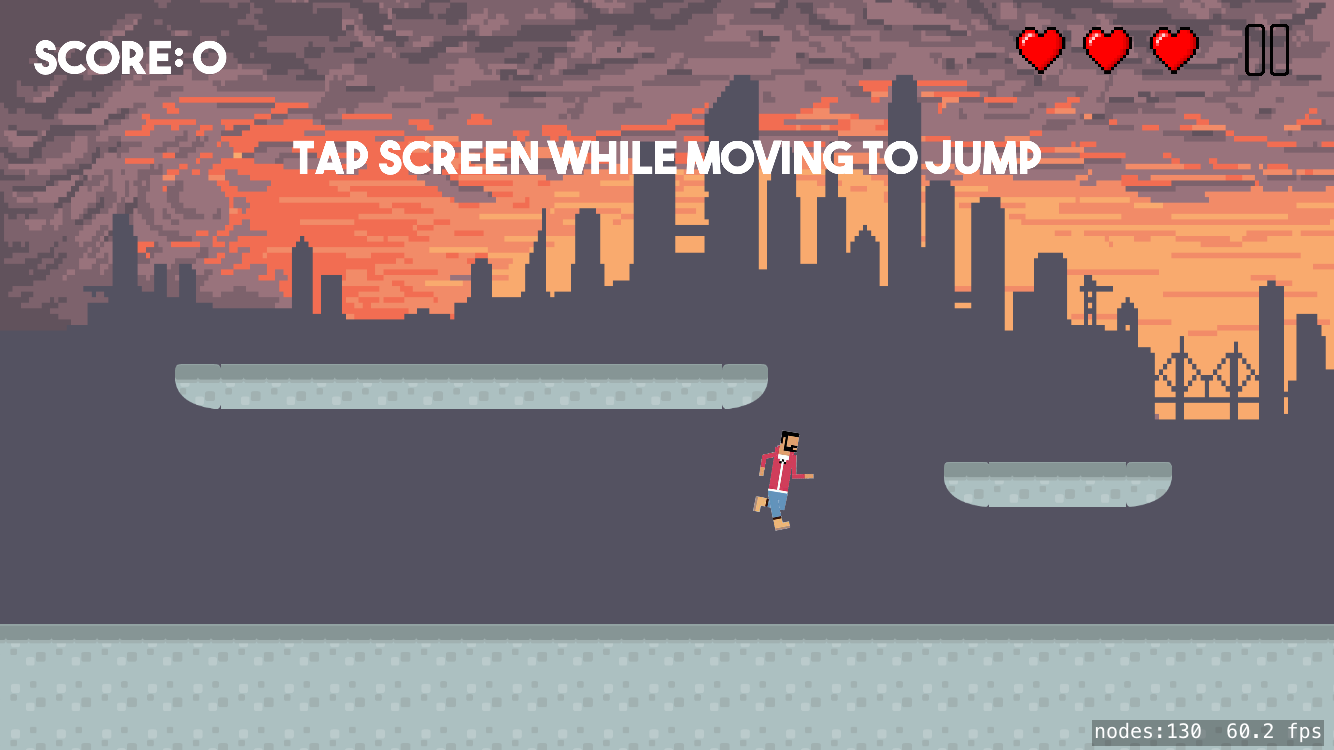 SCORE: 0
TAP SCREEN WHILE MOVING TO JUMP
nodes:130 60.2 fps